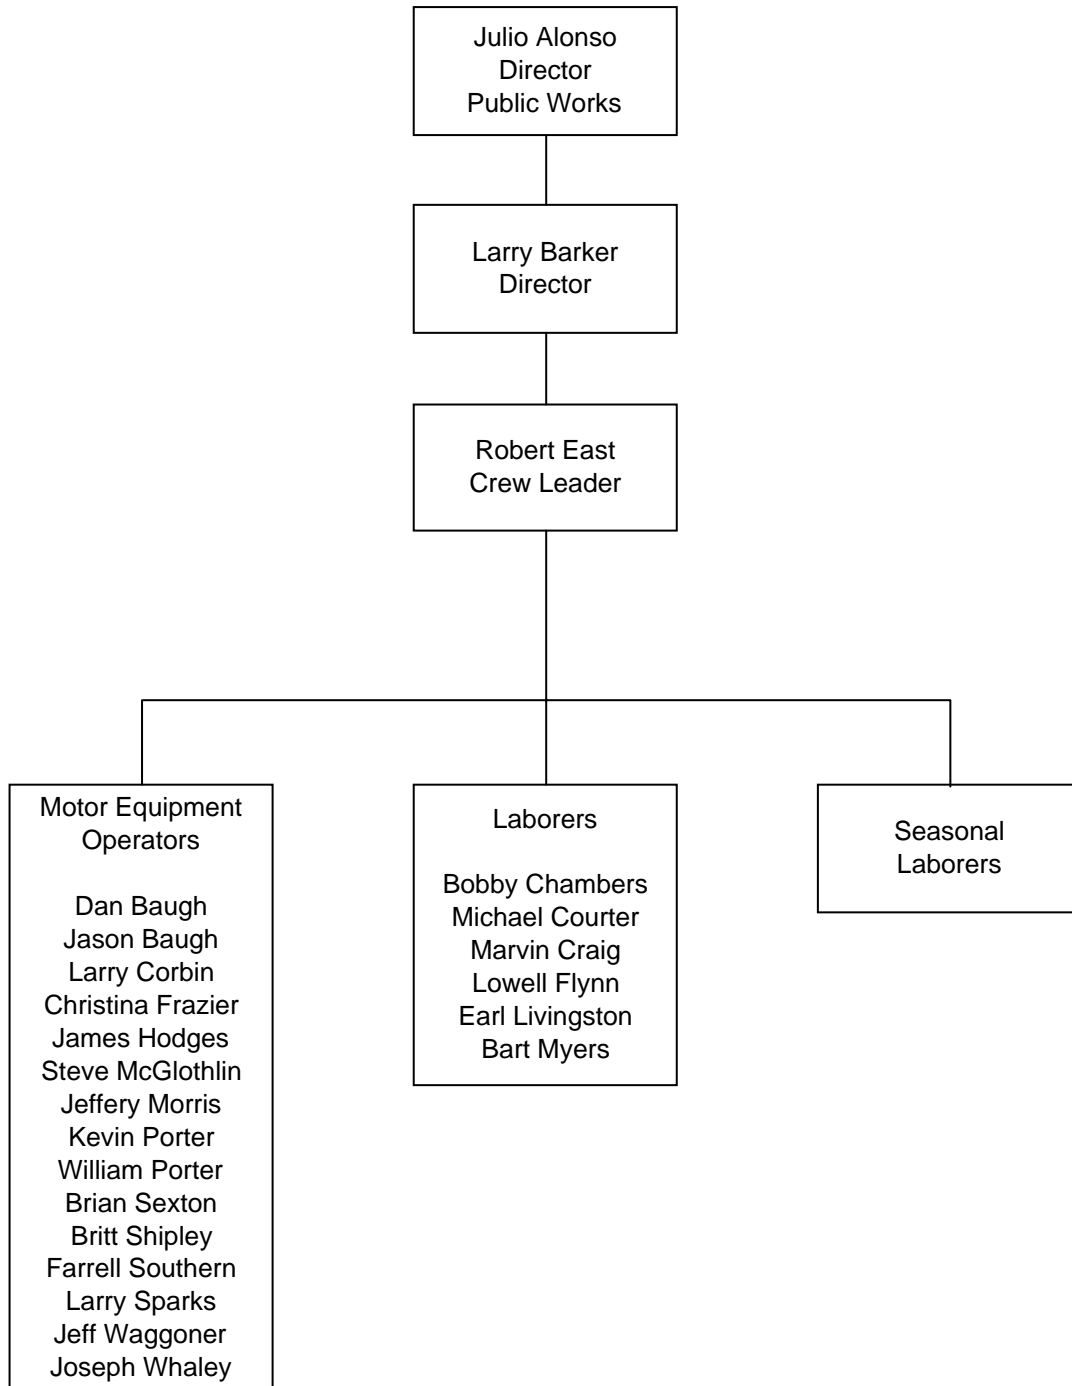 Julio Alonso
Director
Public Works
Larry Barker
Director
Robert East
Crew Leader
Motor Equipment
Operators
Dan Baugh
Jason Baugh
Larry Corbin
Christina Frazier
James Hodges
Steve McGlothlin
Jeffery Morris
Kevin Porter
William Porter
Brian Sexton
Britt Shipley
Farrell Southern
Larry Sparks
Jeff Waggoner
Joseph Whaley
Laborers
Bobby Chambers
Michael Courter
Marvin Craig
Lowell Flynn
Earl Livingston
Bart Myers
Seasonal
Laborers